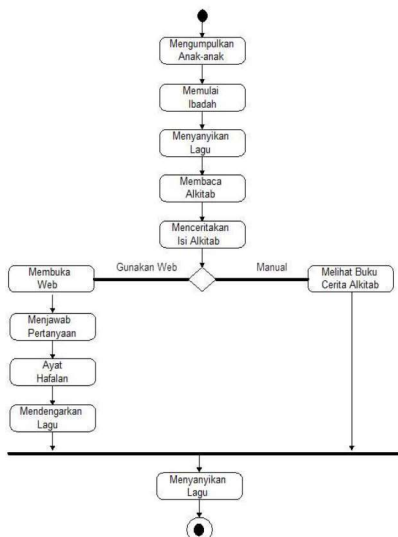 Mengumpulkan
Anak-anak
Memulai
Ibadah
Menyanyikan
Lagu
Membaca
Alkitab
Menceritakan
Isi Alkitab
Gunakan Web
Manual
Membuka
Web
Melihat Buku
Cerita Alkitab
Menjawab
Pertanyaan
Ayat
Hafalan
Mendengarkan
Lagu
Menyanyikan
Lagu